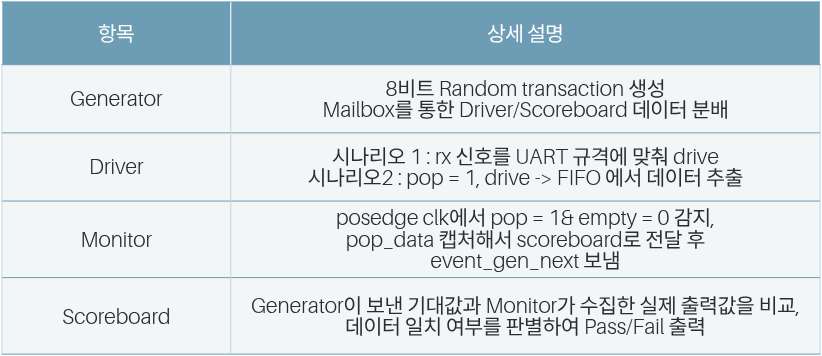 항목
상세 설명
Generator
8비트 Random transaction 생성
Mailbox를 통한 Driver/Scoreboard 데이터 분배
Driver
시나리오 1 : rx 신호를 UART 규격에 맞춰 drive
시나리오2 : pop = 1, drive -> FIFO 에서 데이터 추출
Monitor
posedge clk에서 pop = 1& empty = 0 감지,
pop_data 캡처해서 scoreboard로 전달 후
event_gen_next 보냄
Scoreboard
Generator이 보낸 기대값과 Monitor가 수집한 실제 출력값을 비교,
데이터 일치 여부를 판별하여 Pass/Fail 출력